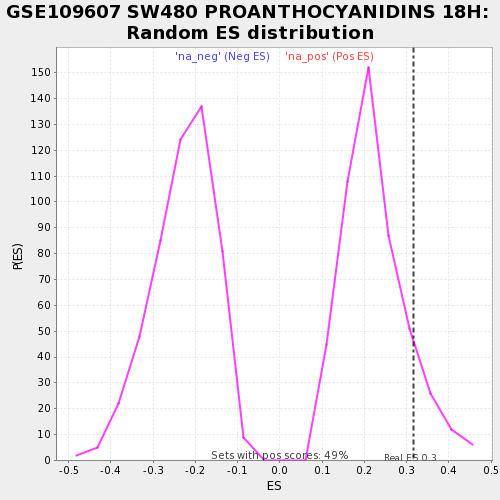 GSE109607 SW480 PROANTHOCYANIDINS 18H:
Random ES distribution
'na_neg' (Neg ES) 'na_pos' (Pos ES)
150
140
130
120
110
100
90
80
70
60
50
40
30
20
10
0
P(ES)
Sets with pos scores: 49%
Real ES 0.3
-0.5 -0.4 -0.3 -0.2 -0.1 0.0 0.1 0.2 0.3 0.4 0.5
ES